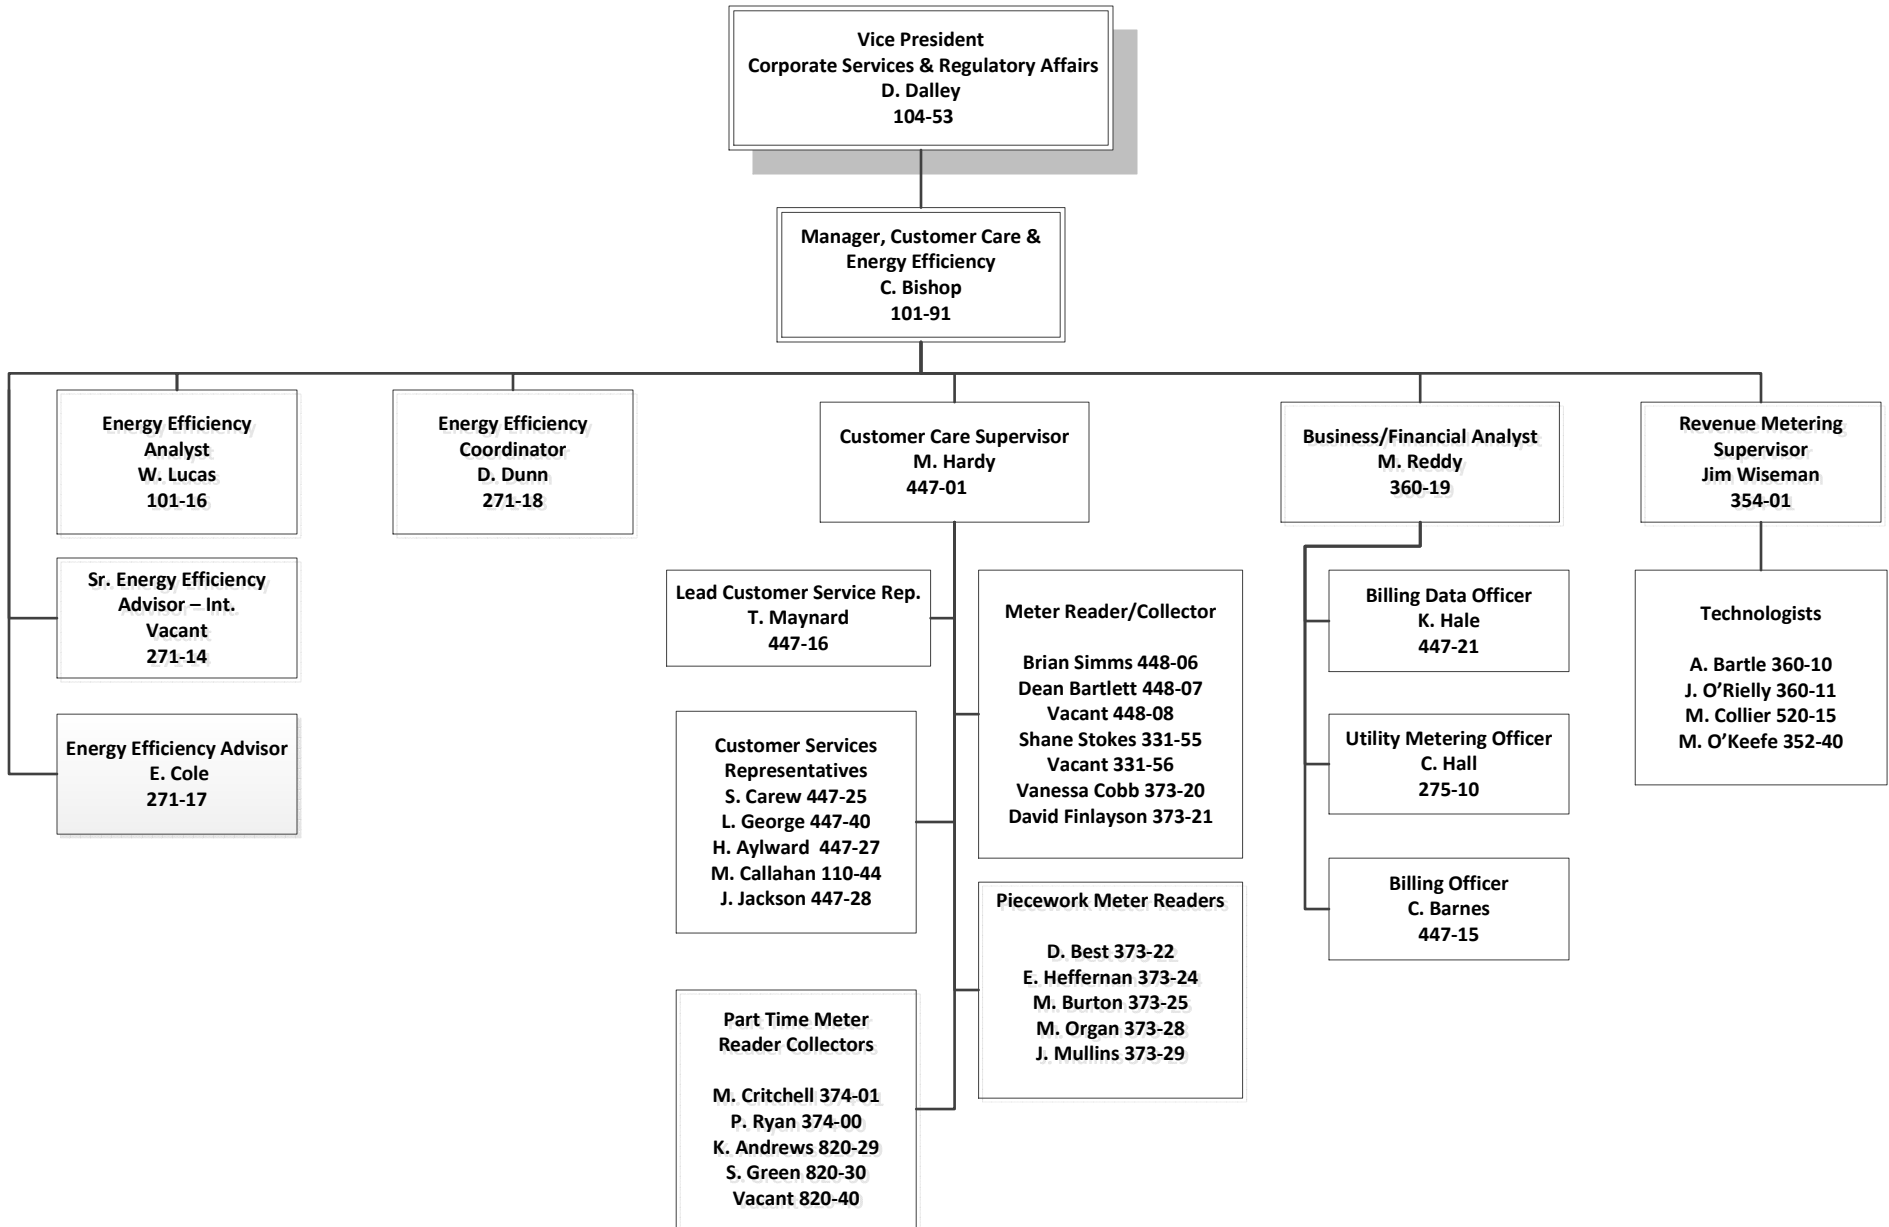 Vice President
Corporate Services & Regulatory Affairs
D. Dalley
104-53
Manager, Customer Care &
Energy Efficiency
C. Bishop
101-91
Energy Efficiency
Analyst
W. Lucas
101-16
Energy Efficiency
Coordinator
D. Dunn
271-18
Customer Care Supervisor
M. Hardy
447-01
Business/Financial Analyst
M. Reddy
360-19
Revenue Metering
Supervisor
Jim Wiseman
354-01
Sr. Energy Efficiency
Advisor – Int.
Vacant
271-14
Energy Efficiency Advisor
E. Cole
271-17
Lead Customer Service Rep.
T. Maynard
447-16
Customer Services
Representatives
S. Carew 447-25
L. George 447-40
H. Aylward  447-27
M. Callahan 110-44
J. Jackson 447-28
Part Time Meter
Reader Collectors
M. Critchell 374-01
P. Ryan 374-00
K. Andrews 820-29
S. Green 820-30
Vacant 820-40
Meter Reader/Collector
Brian Simms 448-06
Dean Bartlett 448-07
Vacant 448-08
Shane Stokes 331-55
Vacant 331-56
Vanessa Cobb 373-20
David Finlayson 373-21
Piecework Meter Readers
D. Best 373-22
E. Heffernan 373-24
M. Burton 373-25
M. Organ 373-28
J. Mullins 373-29
Billing Data Officer
K. Hale
447-21
Utility Metering Officer
C. Hall
275-10
Billing Officer
C. Barnes
447-15
Technologists
A. Bartle 360-10
J. O’Rielly 360-11
M. Collier 520-15
M. O’Keefe 352-40